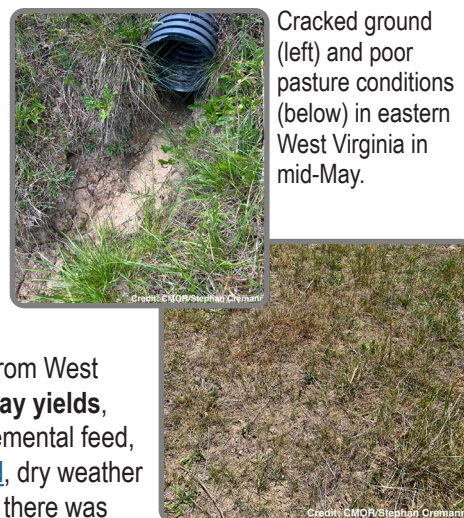 Cracked ground
(left) and poor
pasture conditions
(below) in eastern
West Virginia in
mid-May.
Credit: CMOR/Stephan Cremann
rom West
ay yields,
emental feed,
, dry weather
there was
Credit: CMOR/Stephan Cremann